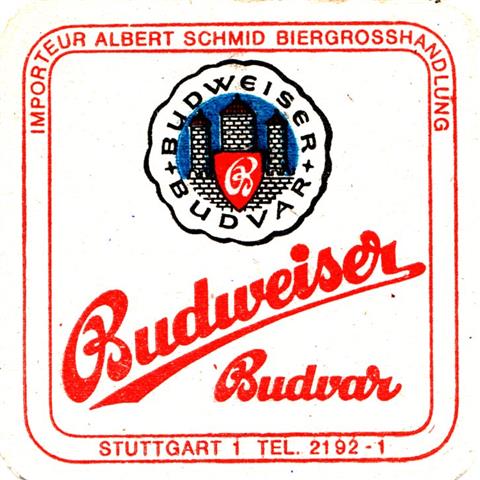 IMPORTEUR ALBERT SCHMID BIERGROSSHANDLUNG
BUDWEISER
BUDVAR
B
Budweiser
Budvar
STUTTGART 1 TEL. 2192-1